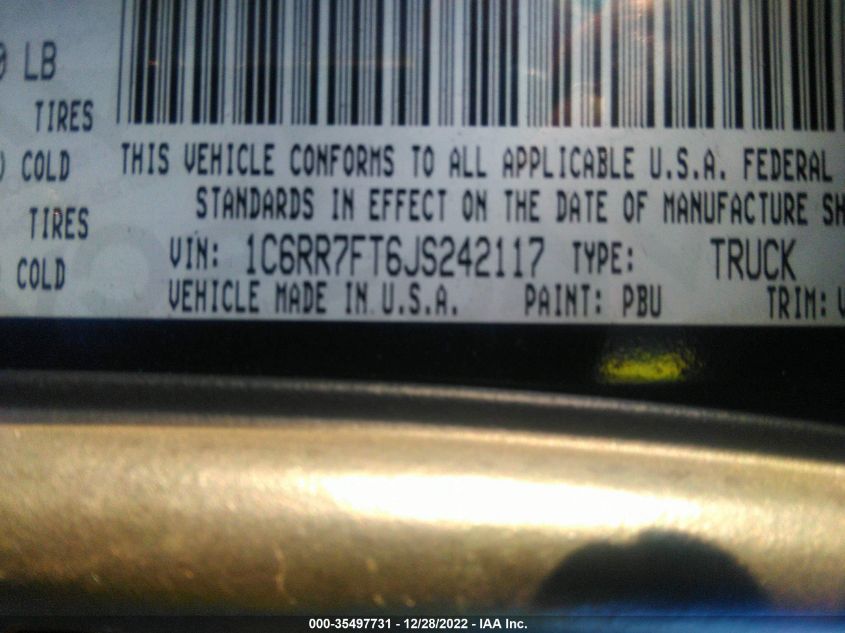 LB
TIRES
COLD
TIRES
COLD
THIS VEHICLE CONFORMS TO ALL APPLICABLE U.S.A. FEDERAL
STANDARDS IN EFFECT ON THE DATE OF MANUFACTURE SH
VIN: 1C6RR7FT6JS242117 TYPE: TRUCK
VEHICLE MADE IN U.S.A. PAINT: PBU TRIM:
000-35497731 - 12/28/2022 - IAA Inc.